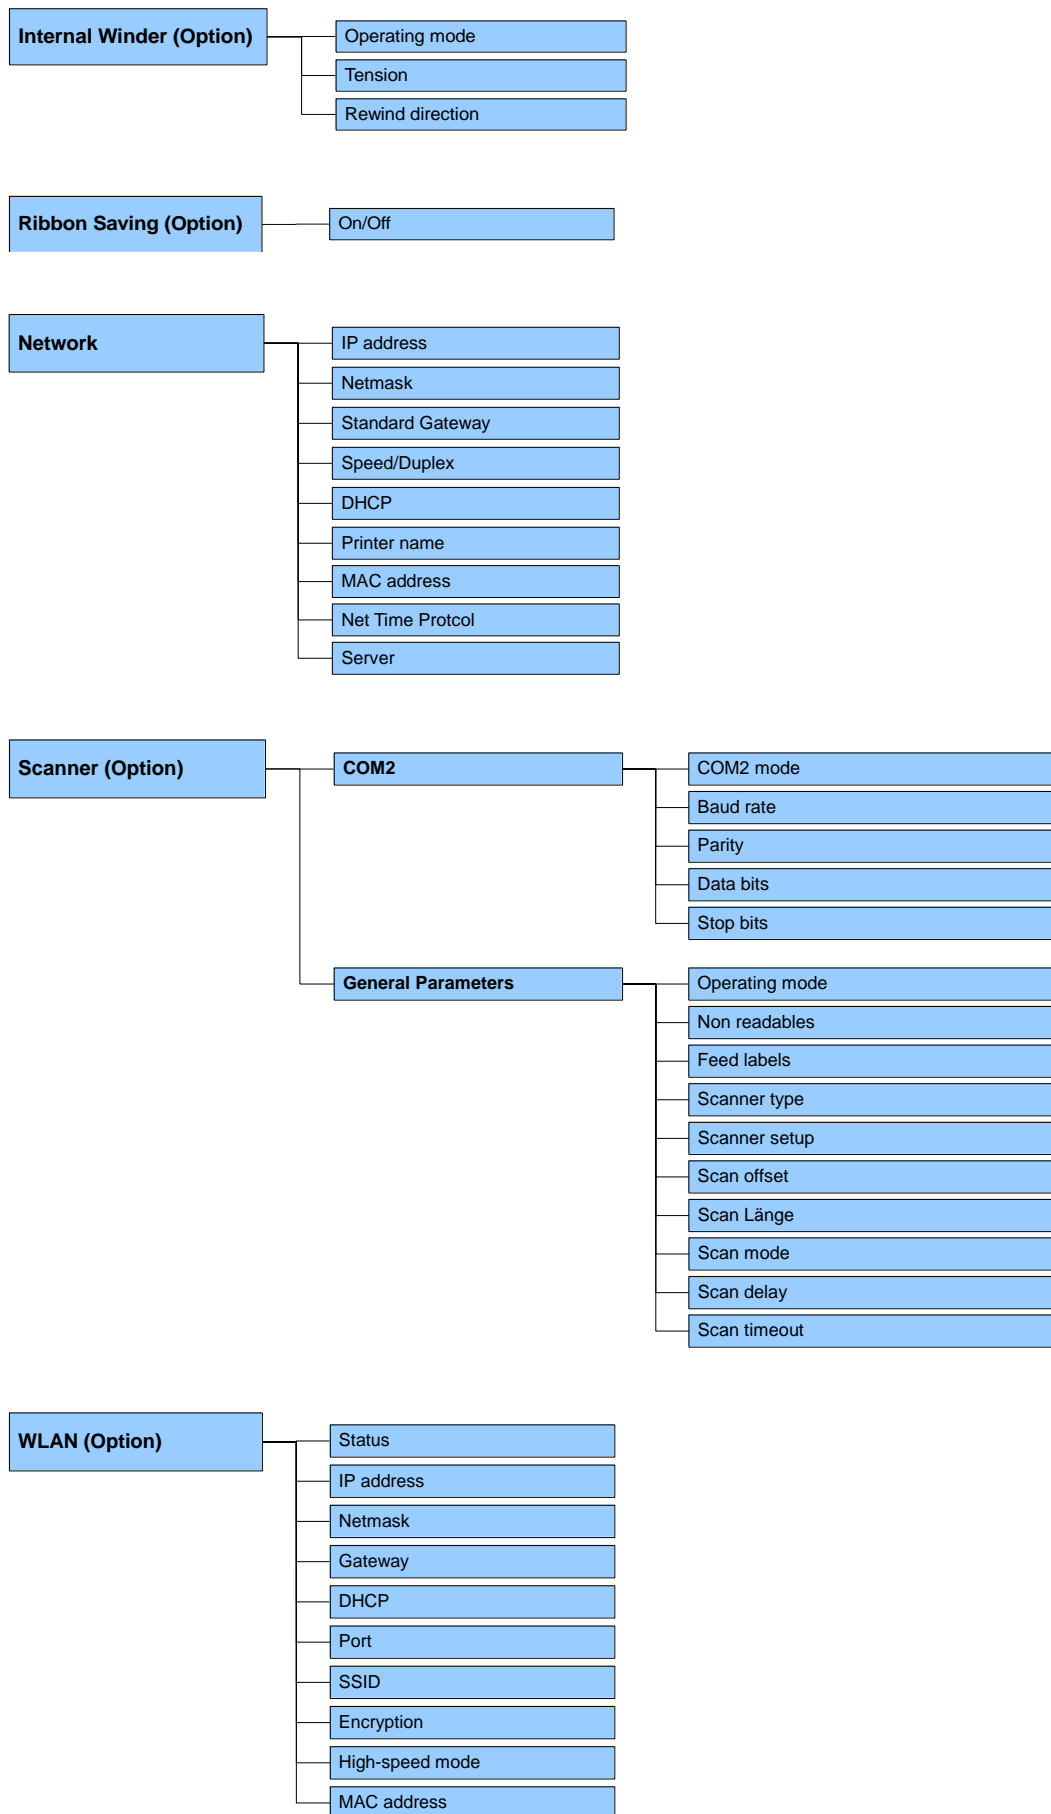 Internal Winder (Option)
Operating mode
Tension
Rewind direction
Ribbon Saving (Option)
On/Off
Network
IP address
Netmask
Standard Gateway
Speed/Duplex
DHCP
Printer name
MAC address
Net Time Protcol
Server
Scanner (Option)
COM2
COM2 mode
Baud rate
Parity
Data bits
Stop bits
General Parameters
Operating mode
Non readables
Feed labels
Scanner type
Scanner setup
Scan offset
Scan Länge
Scan mode
Scan delay
Scan timeout
WLAN (Option)
Status
IP address
Netmask
Gateway
DHCP
Port
SSID
Encryption
High-speed mode
MAC address